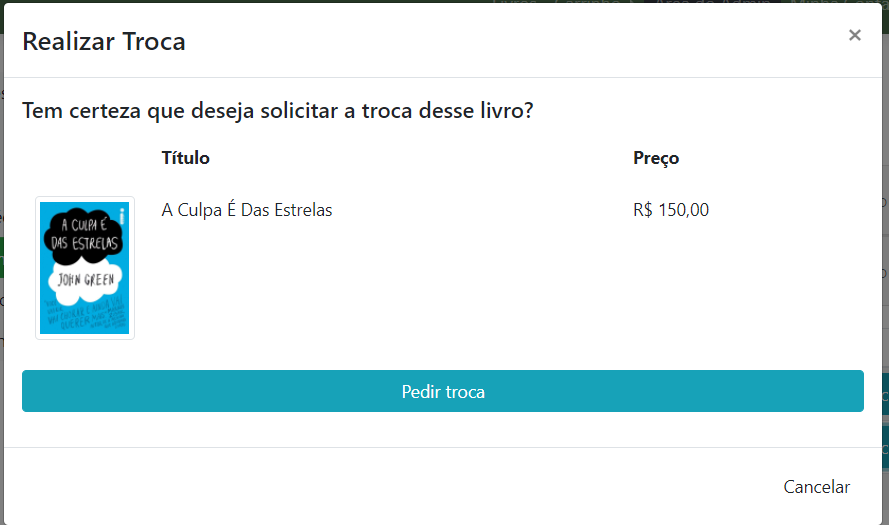 Realizar Troca
×
Tem certeza que deseja solicitar a troca desse livro?
Título Preço
A Culpa É Das Estrelas R$ 150,00
A CULPA É
DAS ESTRELAS
JOHN GREEN
Pedir troca
Cancelar